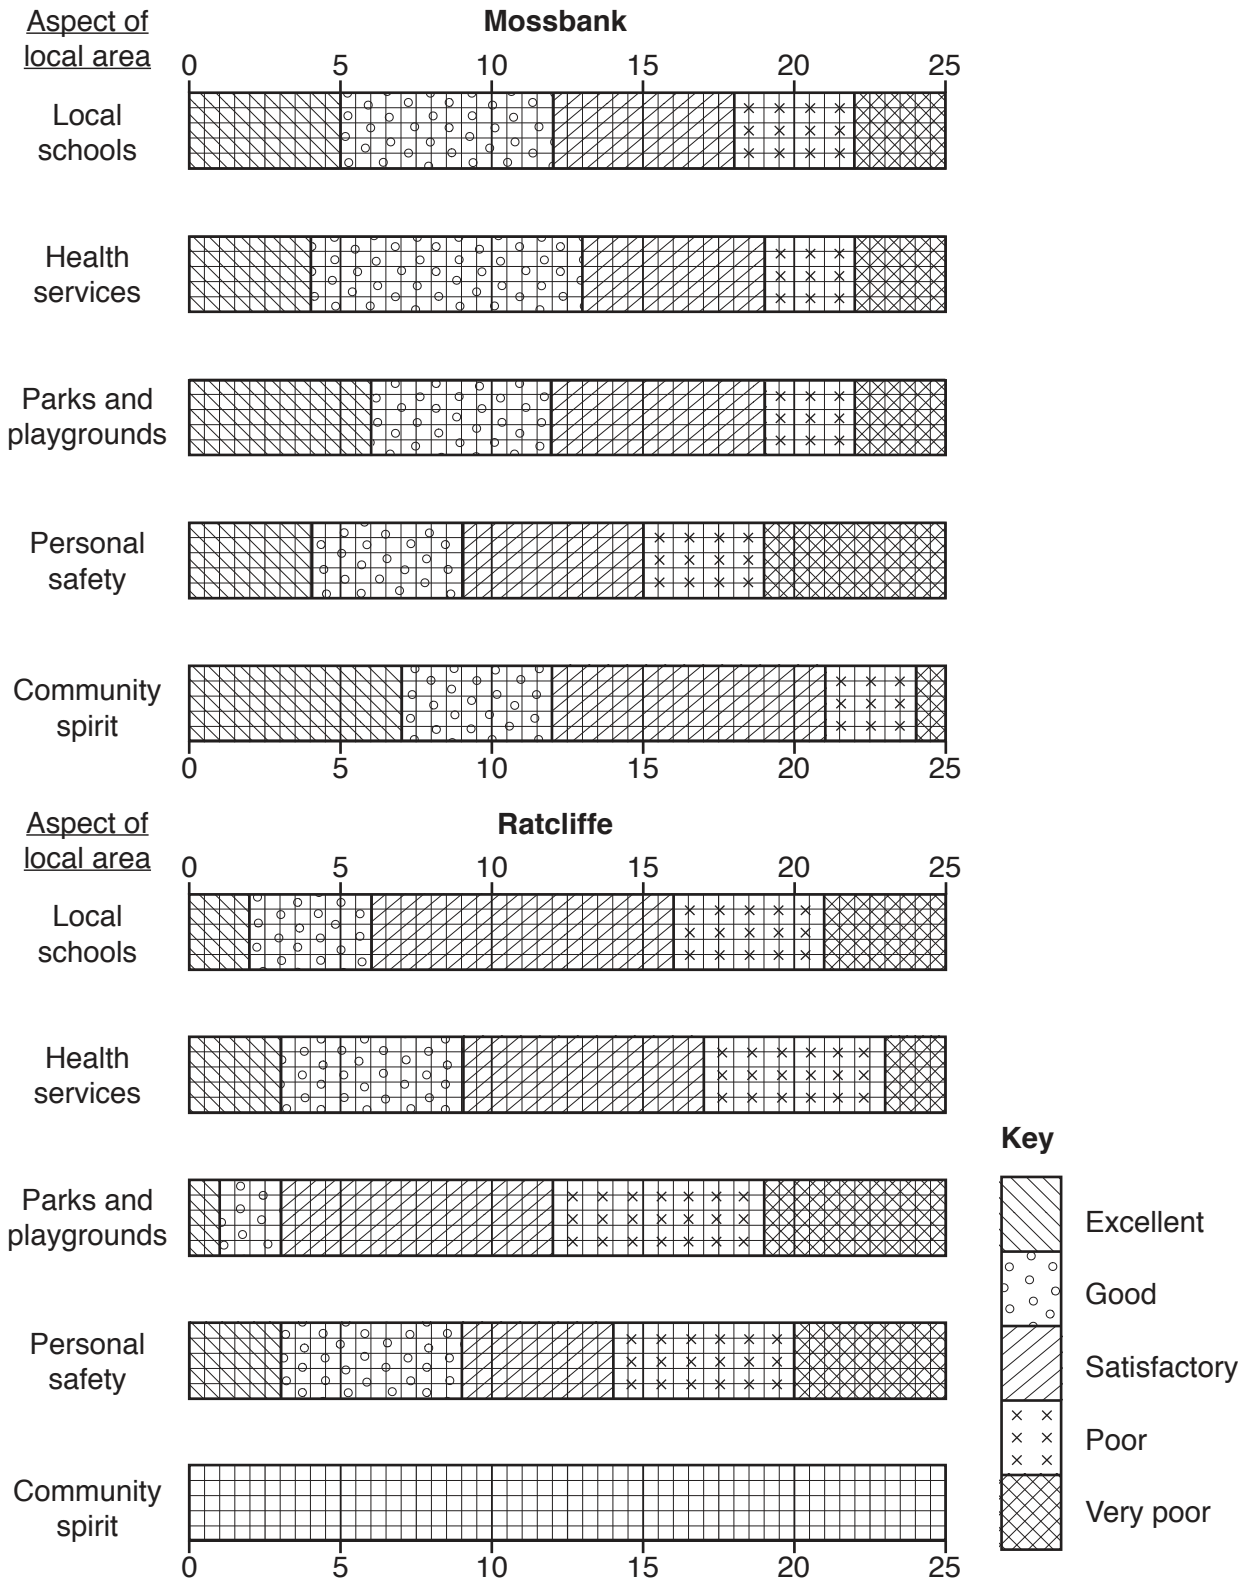 Aspect of
local area
Mossbank
0 5 10 15 20 25
Local
schools
Health
services
Parks and
playgrounds
Personal
safety
Community
spirit
0 5 10 15 20 25
Aspect of
local area
Ratcliffe
0 5 10 15 20 25
Local
schools
Health
services
Parks and
playgrounds
Personal
safety
Community
spirit
0 5 10 15 20 25
Key
Excellent
Good
Satisfactory
Poor
Very poor